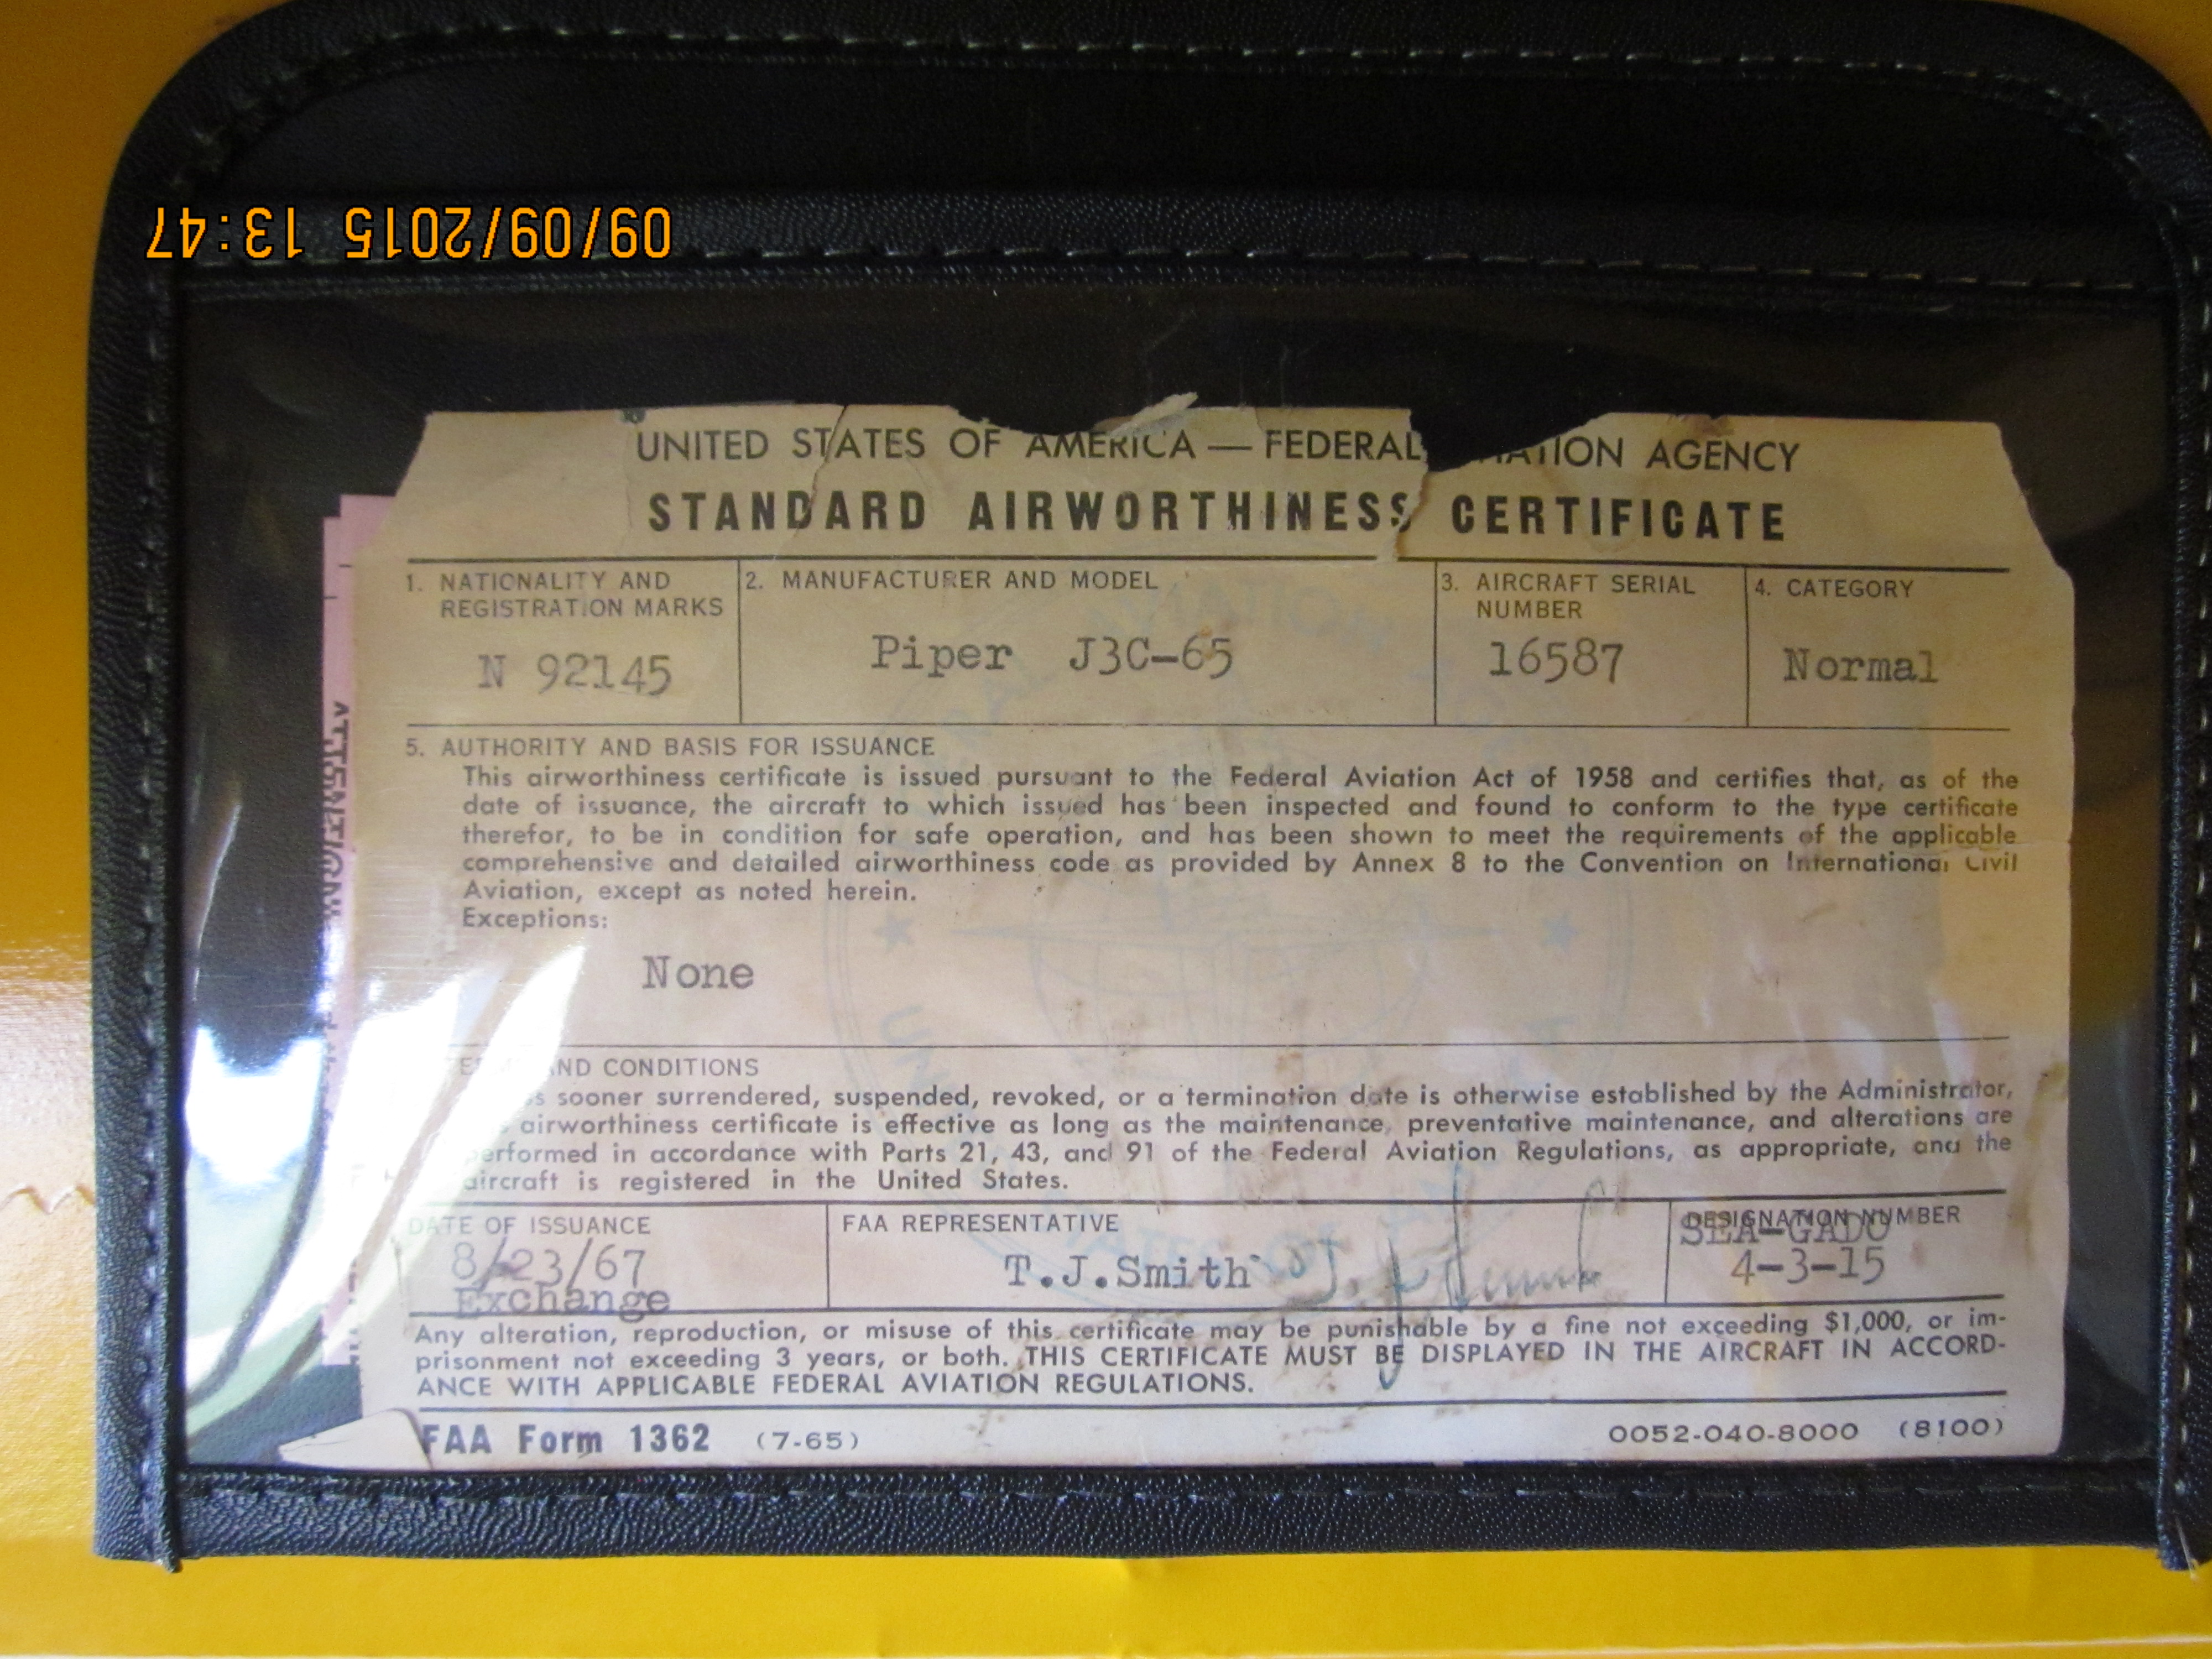 09/09/2015 13:47
UNITED STATES OF AMERICA — FEDERAL AGENCY
STANDARD AIRWORTHINESS CERTIFICATE
1. NATIONALITY AND REGISTRATION MARKS
N 92145
2. MANUFACTURER AND MODEL
Piper J3C-65
3. AIRCRAFT SERIAL NUMBER
16587
4. CATEGORY
Normal
5. AUTHORITY AND BASIS FOR ISSUANCE
This airworthiness certificate is issued pursuant to the Federal Aviation Act of 1958 and certifies that, as of the
date of issuance, the aircraft to which issued has been inspected and found to conform to the type certificate
therefor, to be in condition for safe operation, and has been shown to meet the requirements of the applicable
comprehensive and detailed airworthiness code as provided by Annex 8 to the Convention on International Civil
Aviation, except as noted herein.
Exceptions:
None
AND CONDITIONS
sooner surrendered, suspended, revoked, or a termination date is otherwise established by the Administrator,
airworthiness certificate is effective as long as the maintenance, preventative maintenance, and alterations are
performed in accordance with Parts 21, 43, and 91 of the Federal Aviation Regulations, as appropriate, and the
aircraft is registered in the United States.
DATE OF ISSUANCE
8/23/67
Exchange
FAA REPRESENTATIVE
T.J.Smith
DESIGNATION NUMBER
SEA-GADO
4-3-15
Any alteration, reproduction, or misuse of this certificate may be punishable by a fine not exceeding $1,000, or im-
prisonment not exceeding 3 years, or both. THIS CERTIFICATE MUST BE DISPLAYED IN THE AIRCRAFT IN ACCORD-
ANCE WITH APPLICABLE FEDERAL AVIATION REGULATIONS.
FAA Form 1362 (7-65)
0052-040-8000 (8100)